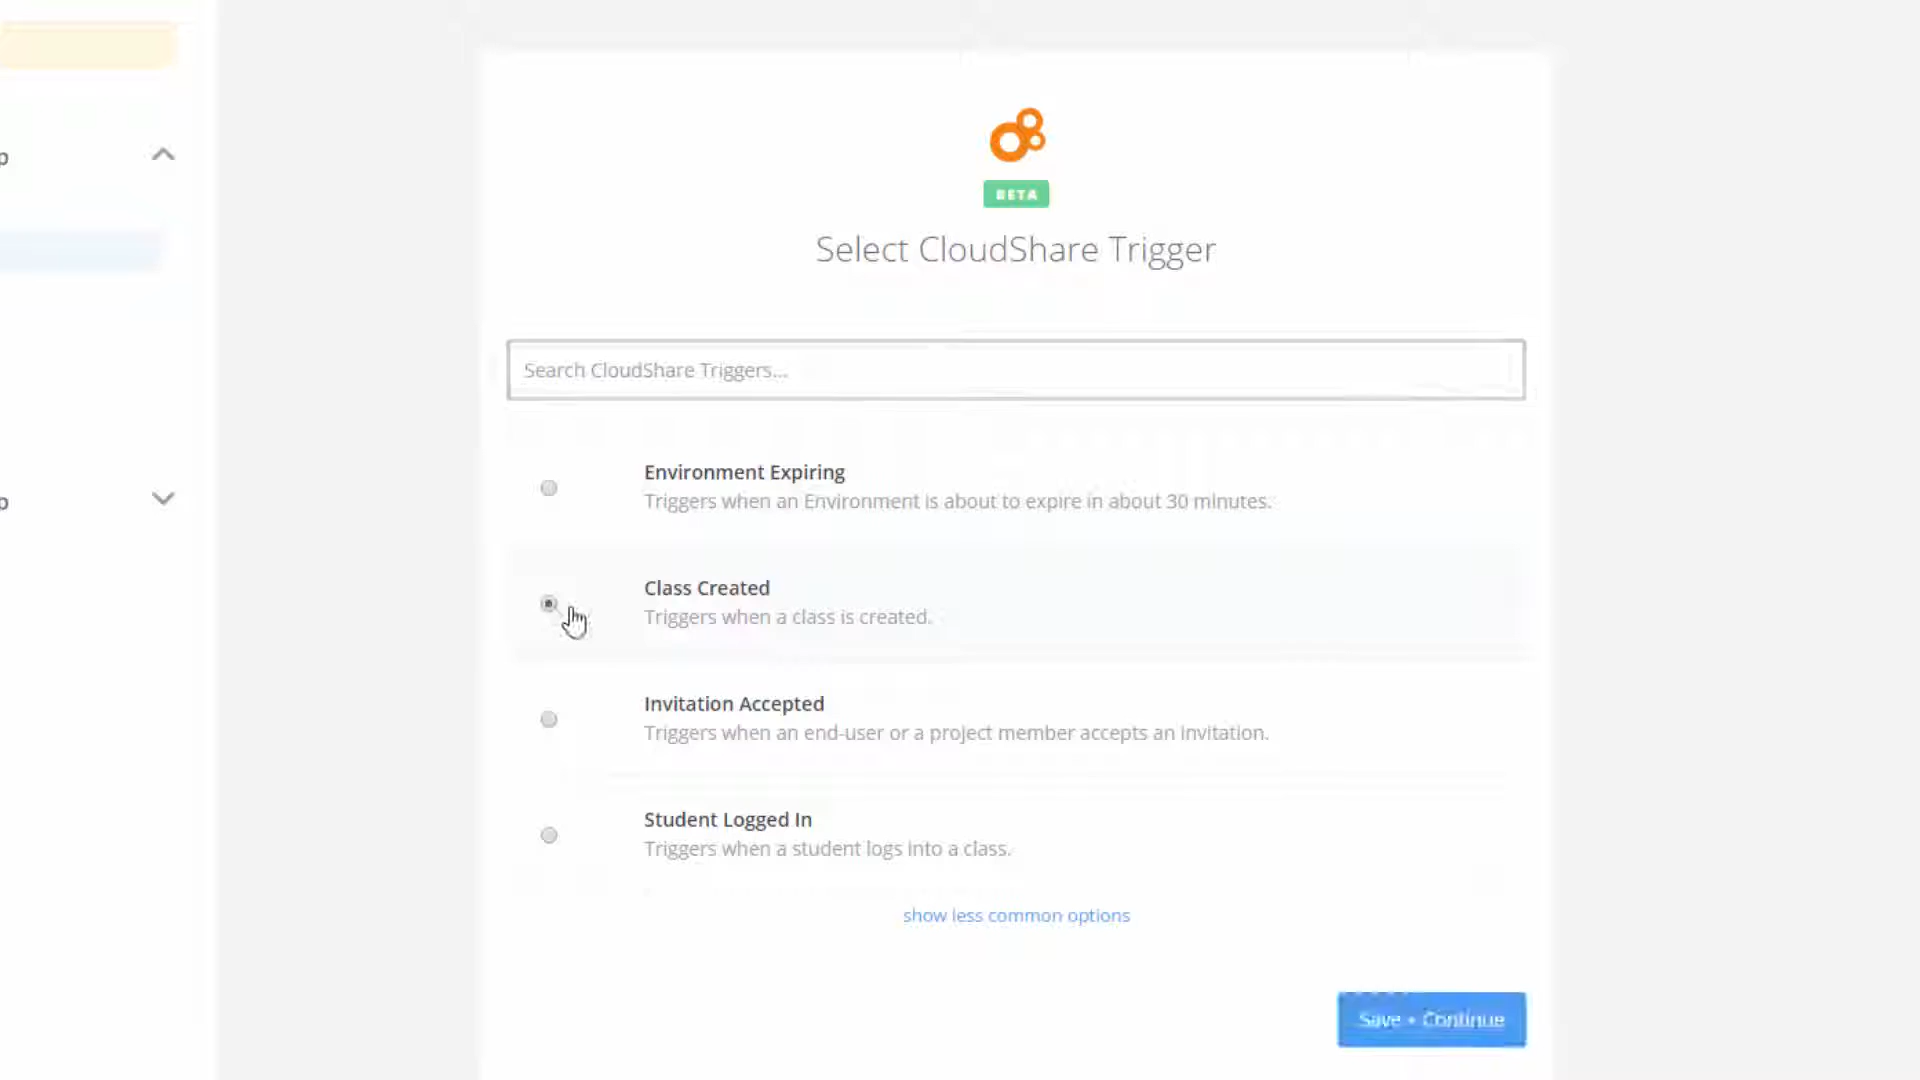 BETA
Select CloudShare Trigger
Search CloudShare Triggers...
Environment Expiring
Triggers when an Environment is about to expire in about 30 minutes.
Class Created
Triggers when a class is created.
p
Invitation Accepted
Triggers when an end-user or a project member accepts an invitation.
p
Student Logged In
Triggers when a student logs into a class.
show less common options
Save + Continue